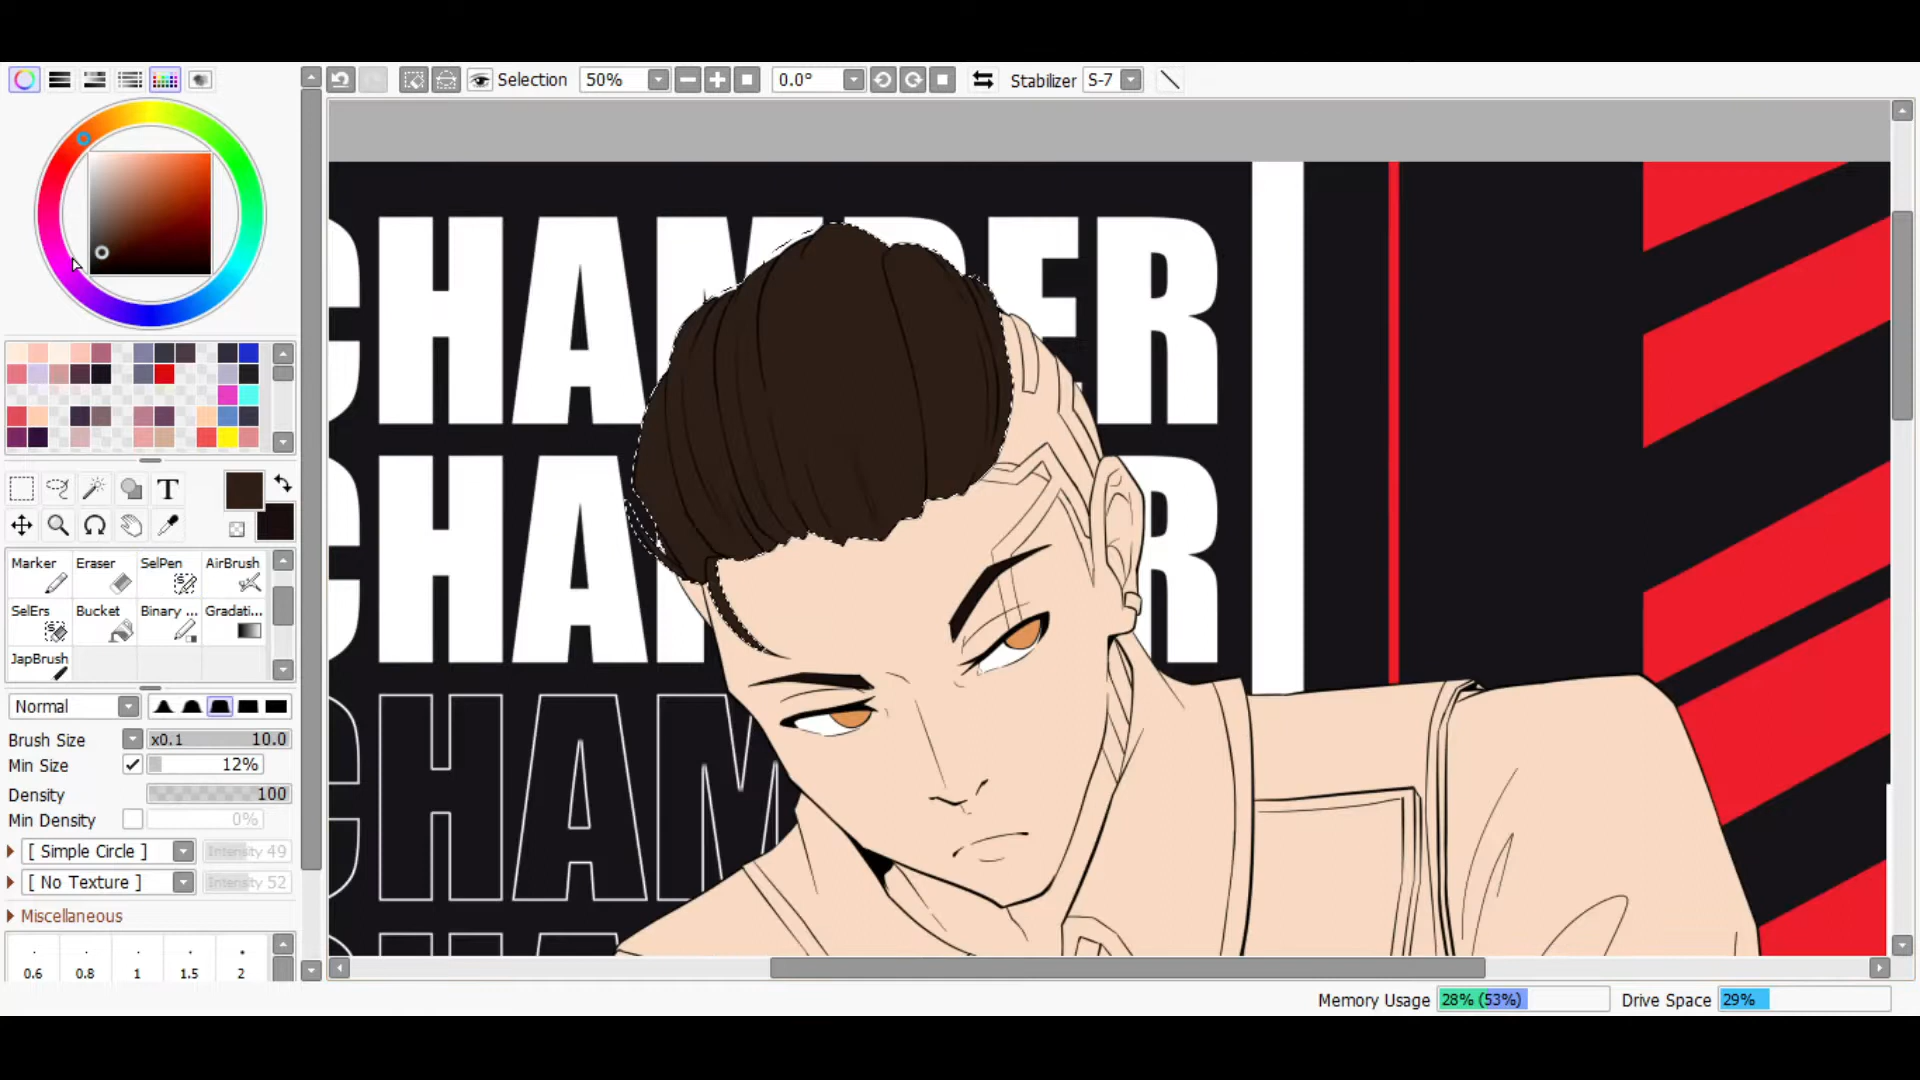 Selection 50% 0.0° Stabilizer S-7
CHAMBER
CHAMBER
CHAM
CHAM
T
Marker Eraser SelPen AirBrush
SelErs Bucket Binary ... Gradati...
JapBrush
Normal
Brush Size x0.1 10.0
Min Size 12%
Density 100
Min Density 0%
[ Simple Circle ] Intensity 49
[ No Texture ] Intensity 52
Miscellaneous
0.6 0.8 1 1.5 2
Memory Usage 28% (53%) Drive Space 29%